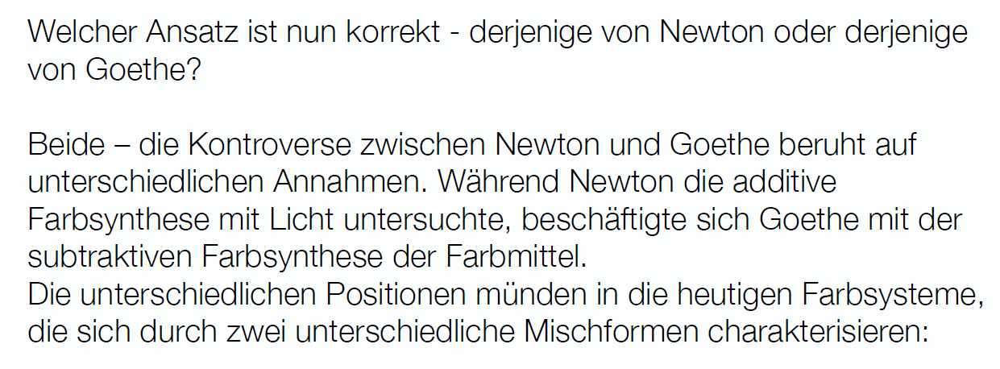 Welcher Ansatz ist nun korrekt - derjenige von Newton oder derjenige
von Goethe?
Beide – die Kontroverse zwischen Newton und Goethe beruht auf
unterschiedlichen Annahmen. Während Newton die additive
Farbsynthese mit Licht untersuchte, beschäftigte sich Goethe mit der
subtraktiven Farbsynthese der Farbmittel.
Die unterschiedlichen Positionen münden in die heutigen Farbsysteme,
die sich durch zwei unterschiedliche Mischformen charakterisieren: